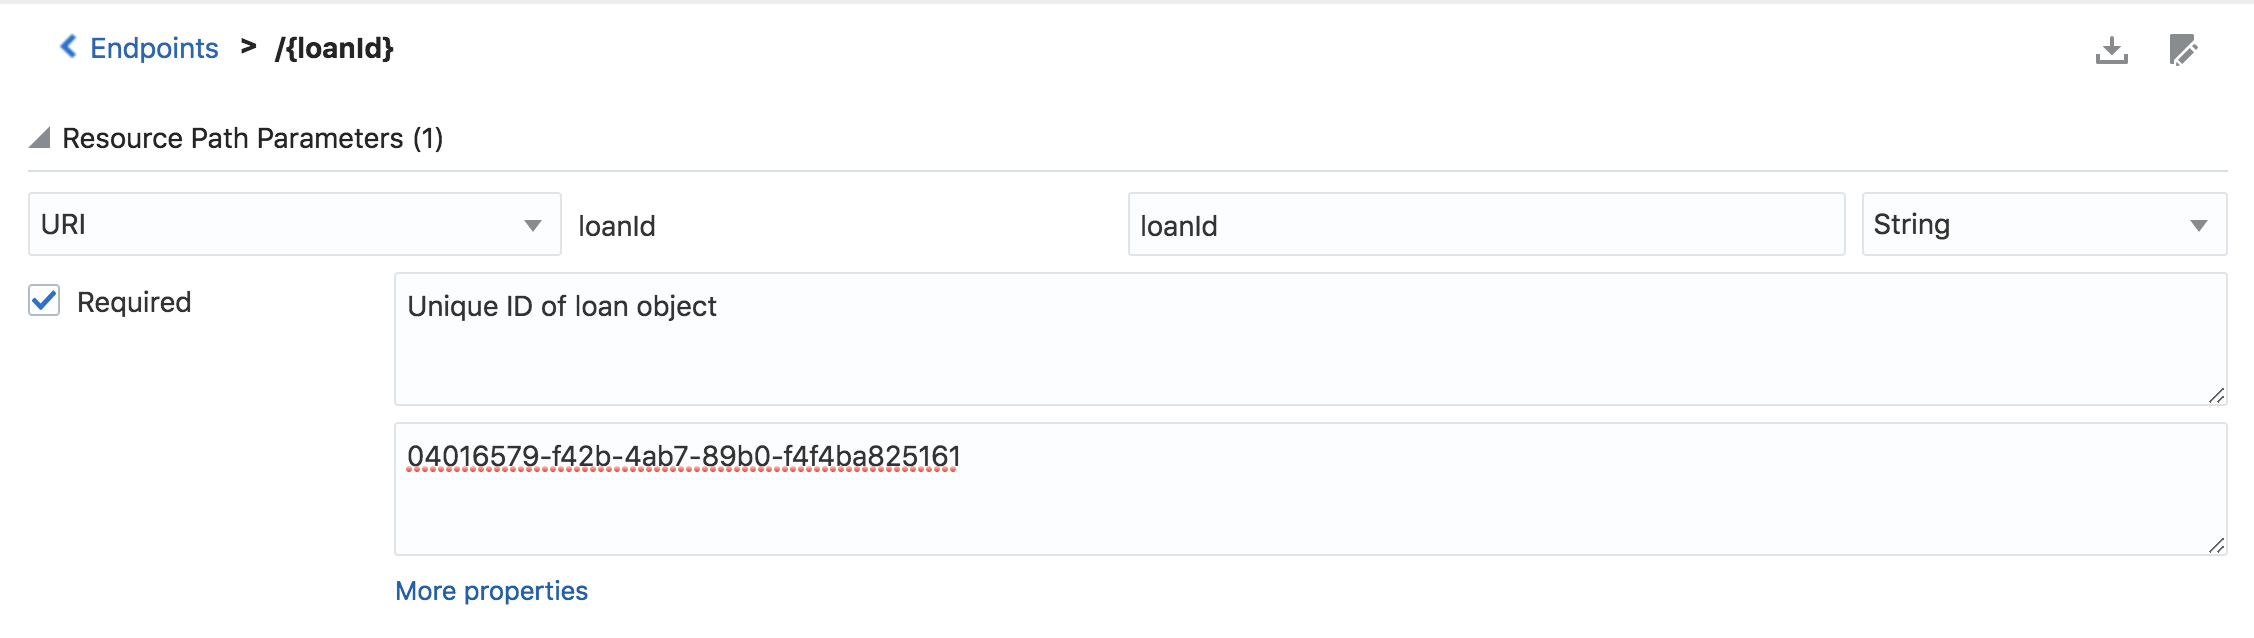 Endpoints > /{loanId}
Resource Path Parameters (1)
URI loanId loanId String
Required Unique ID of loan object
04016579-f42b-4ab7-89b0-f4f4ba825161
More properties